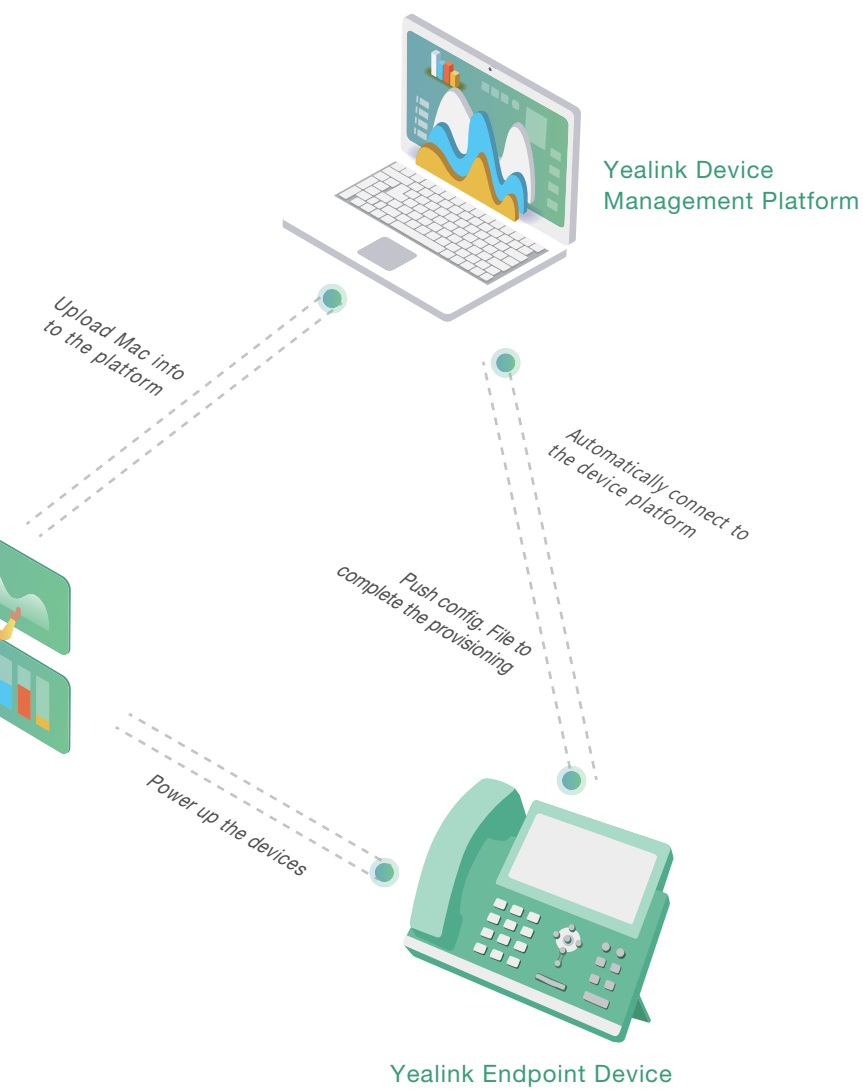 Yealink Device
Management Platform
Upload Mac info
to the platform
Automatically connect to
the device platform
Push config. File to
complete the provisioning
Power up the devices
Yealink Endpoint Device